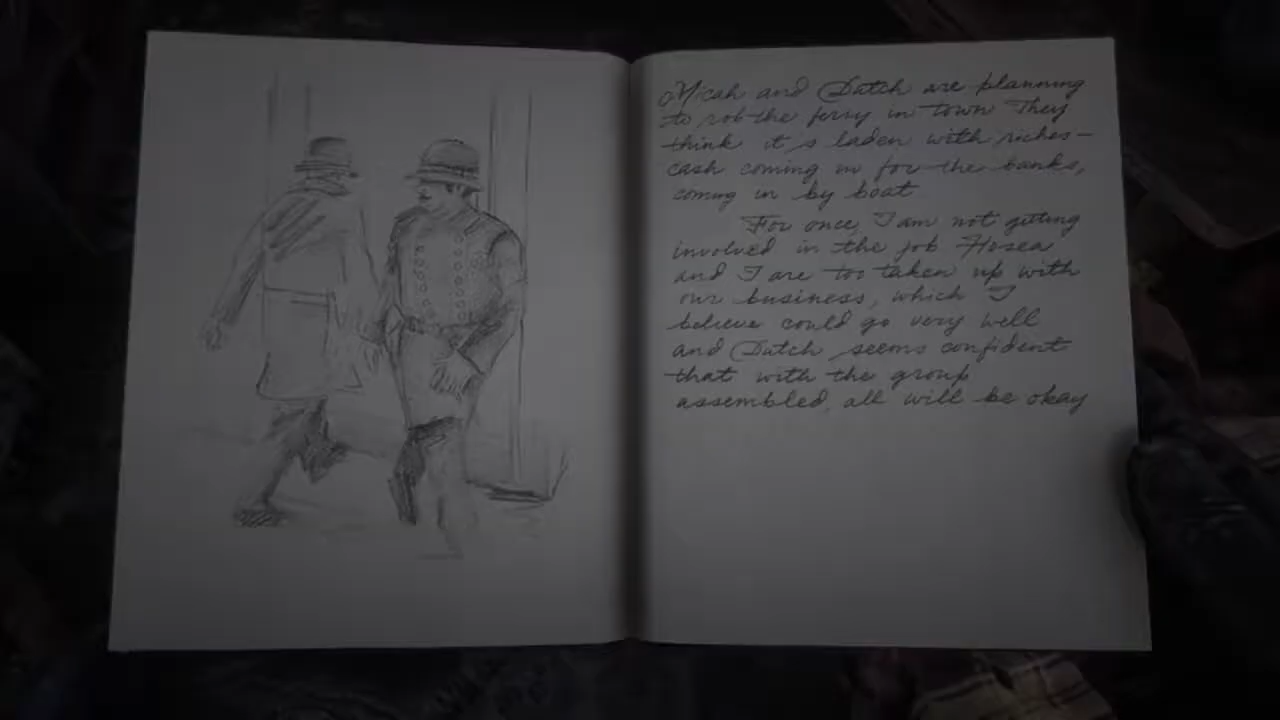 Micah and Dutch are planning
to rob the ferry in town They
think it's laden with riches –
cash coming in for the banks,
coming in by boat
For once, I am not getting
involved in the job Hosea
and I are too taken up with
our business, which I
believe could go very well
and Dutch seems confident
that with the group
assembled, all will be okay